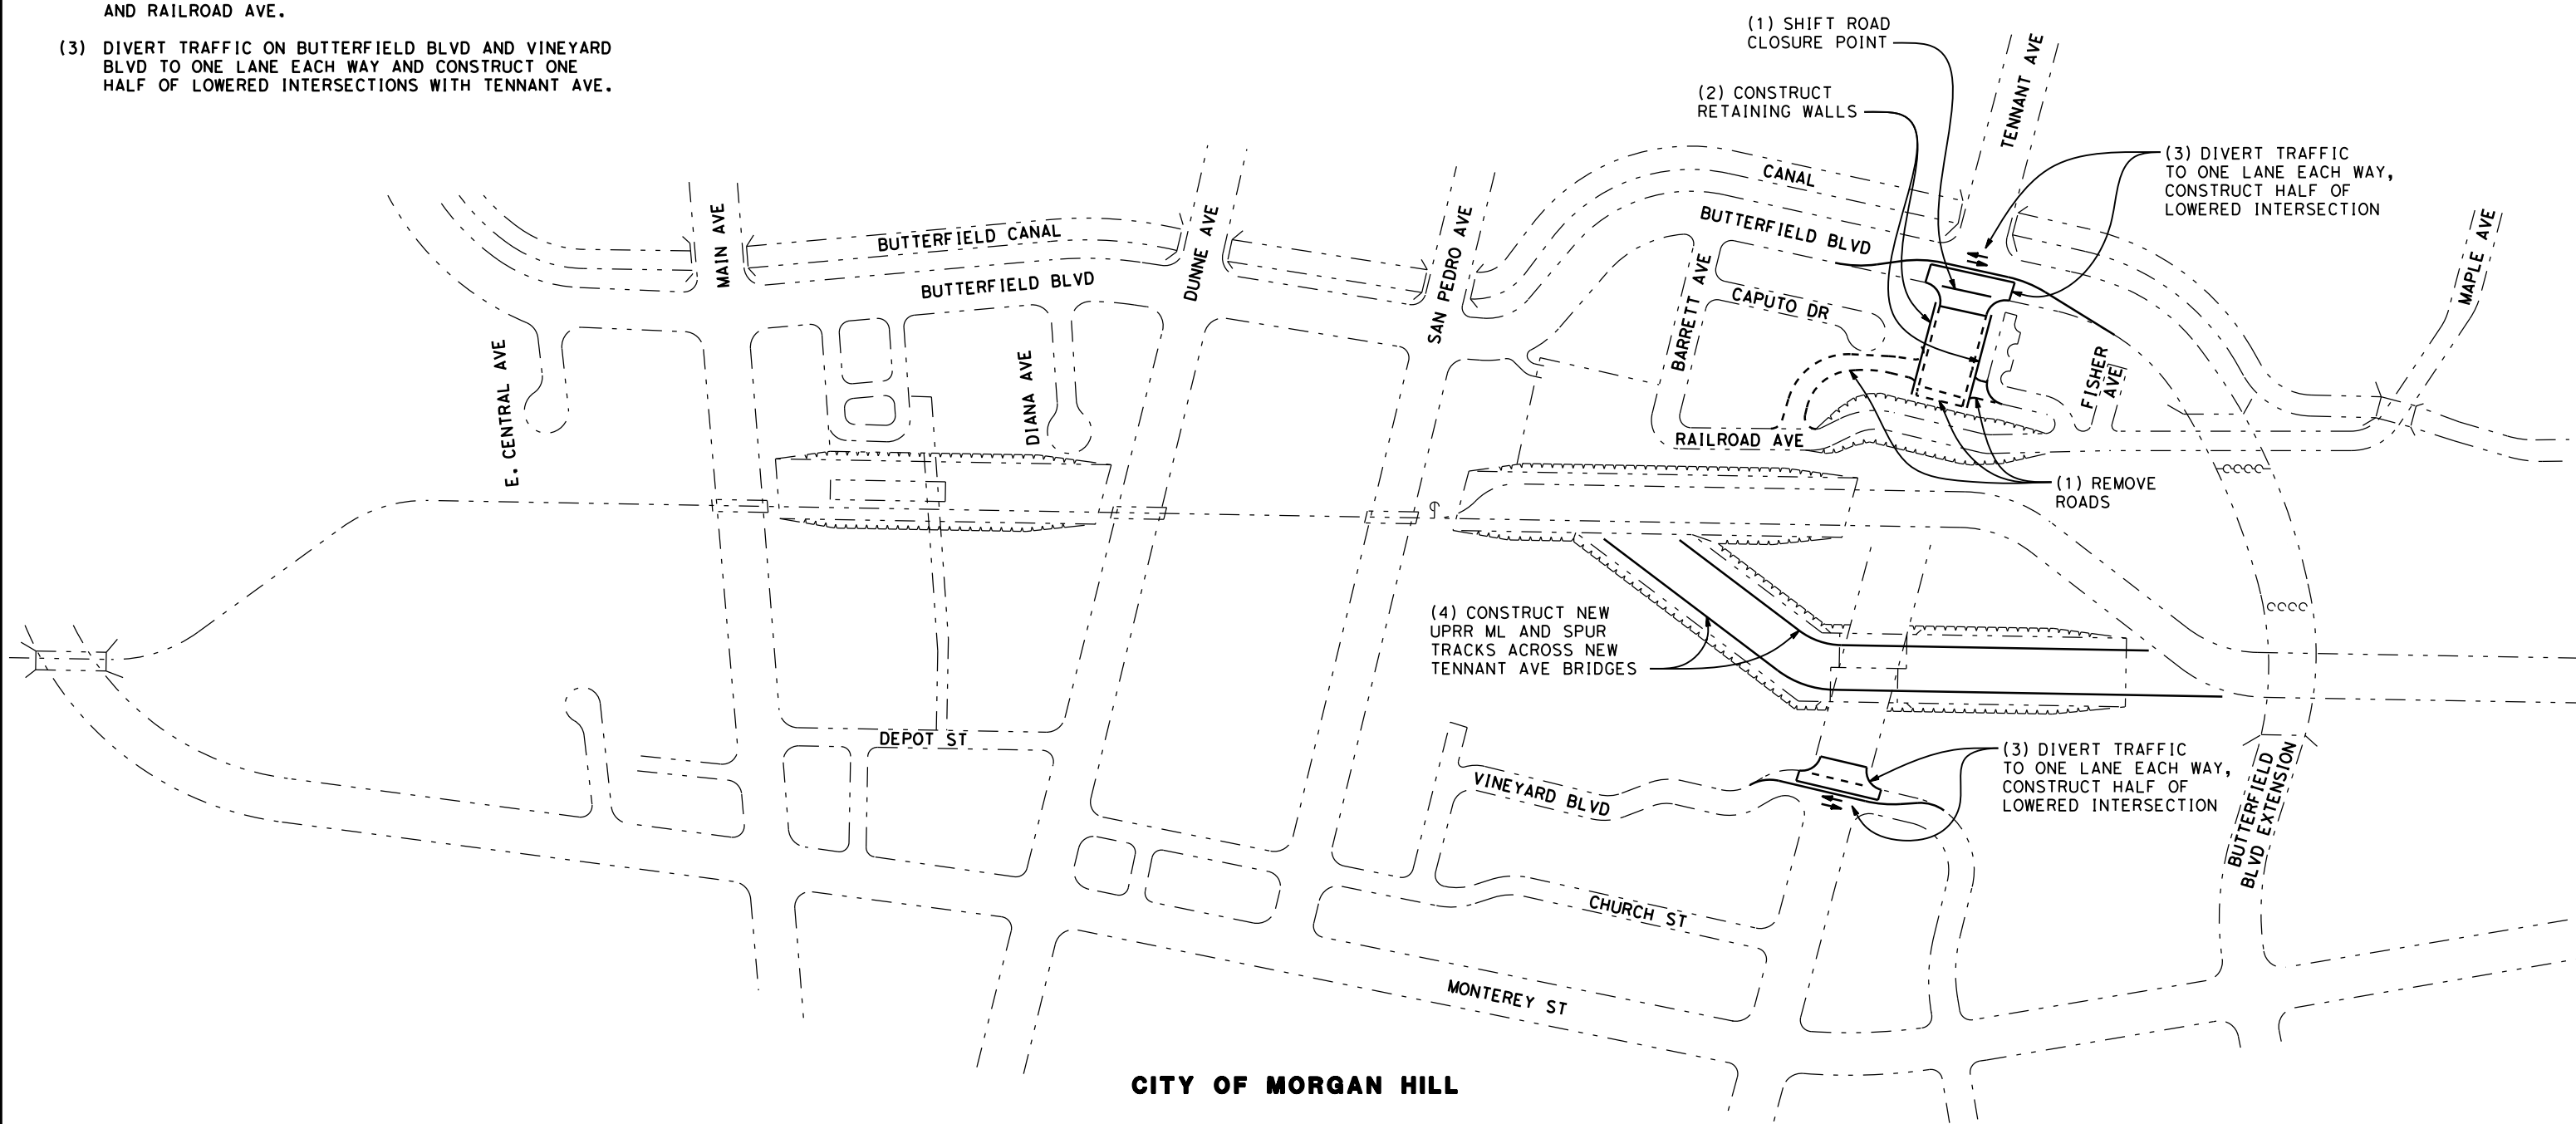 AND RAILROAD AVE.
(3) DIVERT TRAFFIC ON BUTTERFIELD BLVD AND VINEYARD
BLVD TO ONE LANE EACH WAY AND CONSTRUCT ONE
HALF OF LOWERED INTERSECTIONS WITH TENNANT AVE.
(1) SHIFT ROAD
CLOSURE POINT
(2) CONSTRUCT
RETAINING WALLS
TENNANT AVE
(3) DIVERT TRAFFIC
TO ONE LANE EACH WAY,
CONSTRUCT HALF OF
LOWERED INTERSECTION
CANAL
BUTTERFIELD BLVD
MAPLE AVE
MAIN AVE
BUTTERFIELD CANAL
BUTTERFIELD BLVD
DUNNE AVE
SAN PEDRO AVE
BARRETT AVE
CAPUTO DR
FISHER
AVE
E. CENTRAL AVE
DIANA AVE
RAILROAD AVE
(1) REMOVE
ROADS
(4) CONSTRUCT NEW
UPRR ML AND SPUR
TRACKS ACROSS NEW
TENNANT AVE BRIDGES
DEPOT ST
VINEYARD BLVD
(3) DIVERT TRAFFIC
TO ONE LANE EACH WAY,
CONSTRUCT HALF OF
LOWERED INTERSECTION
BUTTERFIELD
BLVD EXTENSION
CHURCH ST
MONTEREY ST
CITY OF MORGAN HILL